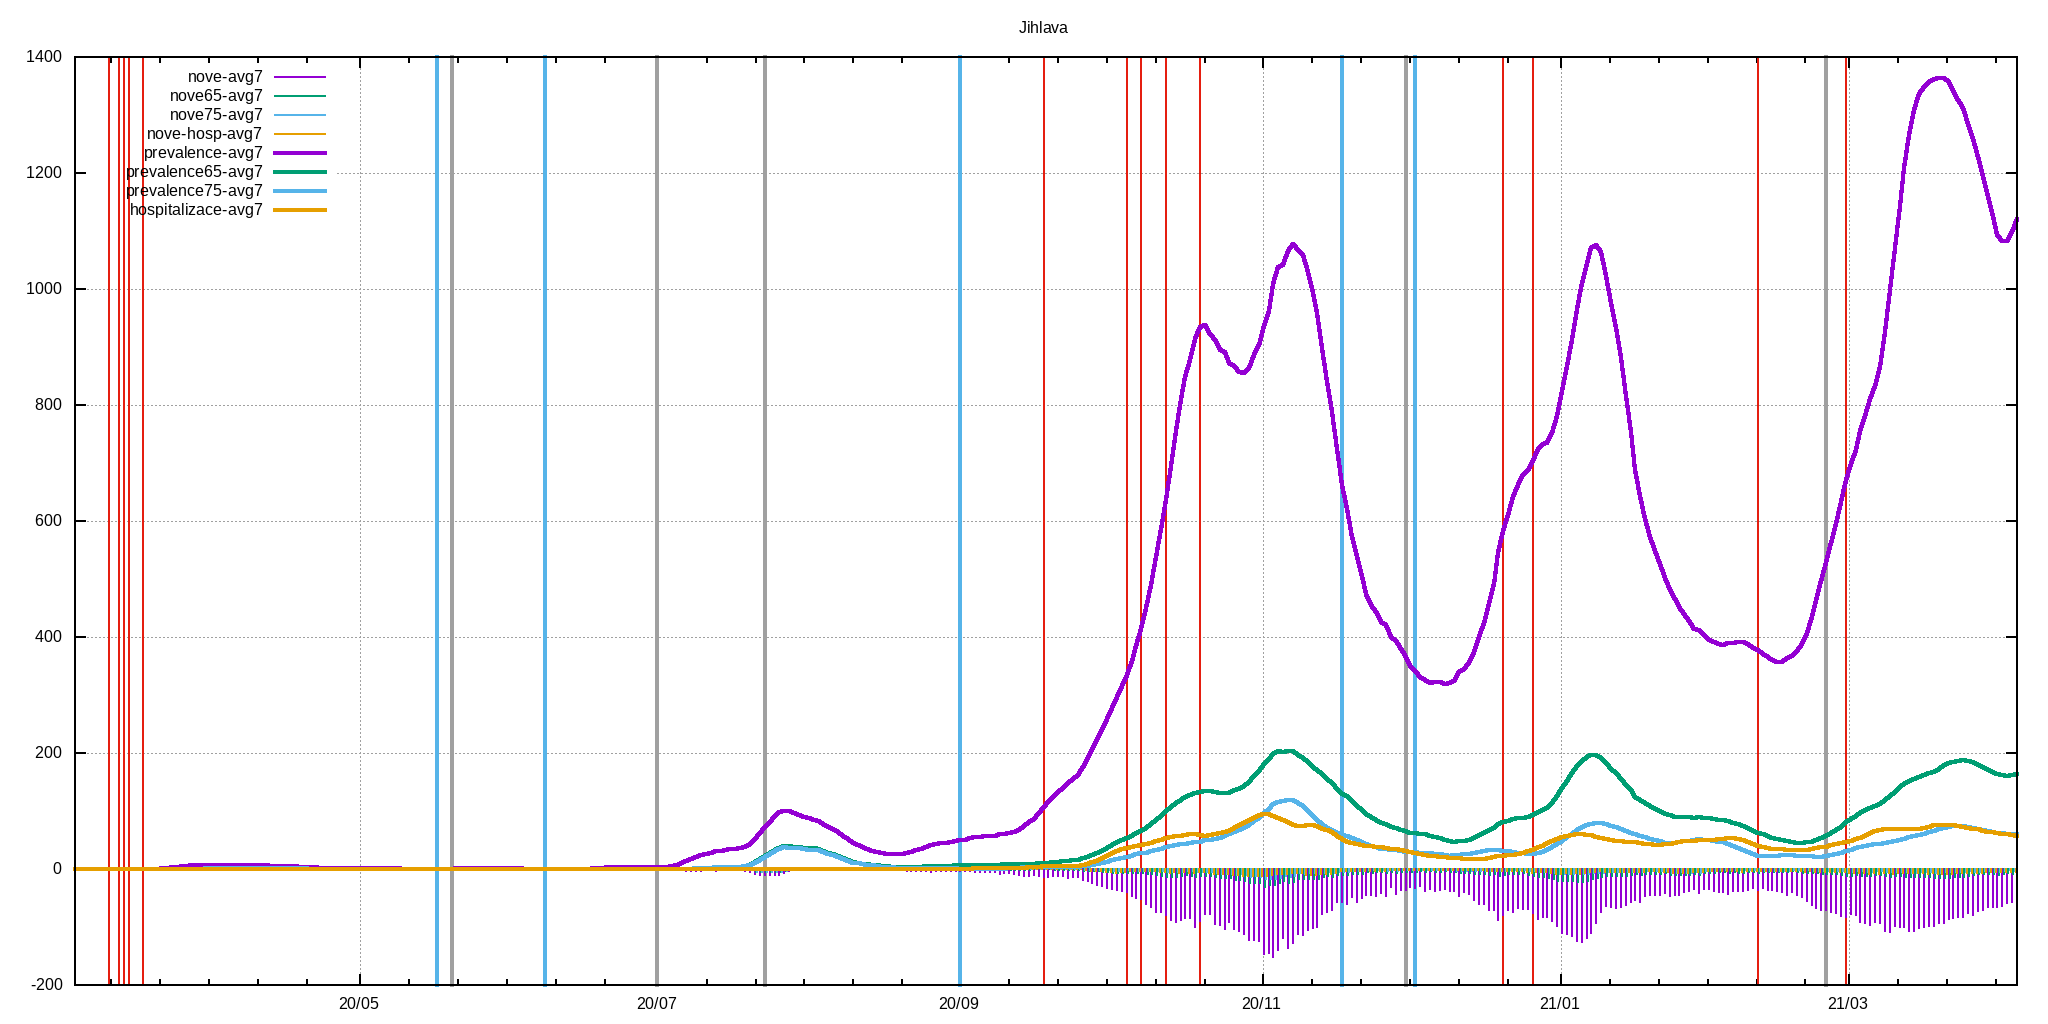 Jihlava
1400
1200
1000
800
600
400
200
0
-200
nove-avg7
nove65-avg7
nove75-avg7
nove-hosp-avg7
prevalence-avg7
prevalence65-avg7
prevalence75-avg7
hospitalizace-avg7
20/05 20/07 20/09 20/11 21/01 21/03